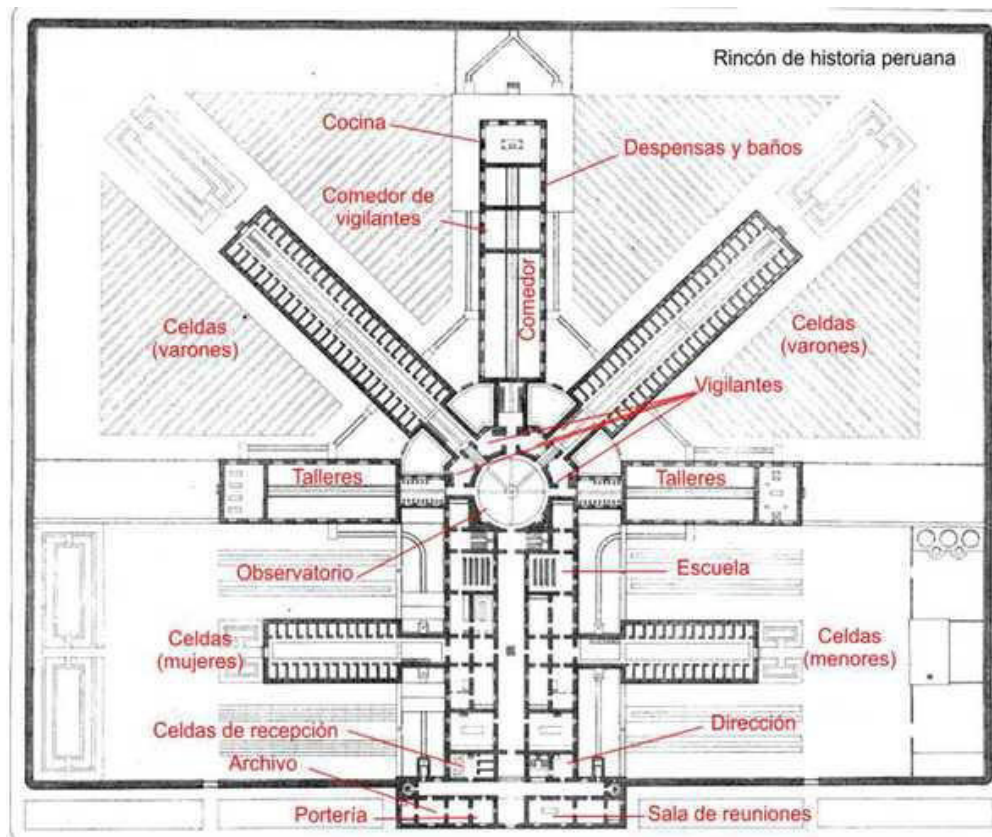 Rincón de historia peruana
Cocina
Despensas y baños
Comedor de
vigilantes
Comedor
Celdas
(varones)
Celdas
(varones)
Vigilantes
Talleres
Talleres
Observatorio
Escuela
Celdas
(mujeres)
Celdas
(menores)
Celdas de recepción
Dirección
Archivo
Portería
Sala de reuniones